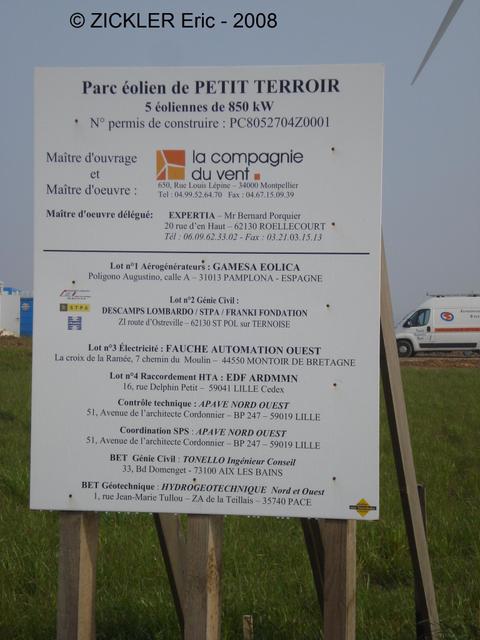 © ZICKLER Eric - 2008
Parc éolien de PETIT TERROIR
5 éoliennes de 850 kW
N° permis de construire : PC8052704Z0001
Maître d'ouvrage
et
Maître d'oeuvre :
la compagnie
du vent
650, Rue Louis Lépine – 34000 Montpellier
Tel : 04.99.52.64.70 Fax : 04.67.15.09.39
Maître d'oeuvre délégué: EXPERTIA – Mr Bernard Porquier
20 rue d'en Haut – 62130 ROELLECOURT
Tél : 06.09.62.33.02 - Fax : 03.21.03.15.13
Lot n°1 Aérogénérateurs : GAMESA EOLICA
Poligono Augustino, calle A – 31013 PAMPLONA - ESPAGNE
Lot n°2 Génie Civil :
STPA
DESCAMPS LOMBARDO / STPA / FRANKI FONDATION
ZI route d'Ostreville – 62130 ST POL sur TERNOISE
Lot n°3 Électricité : FAUCHE AUTOMATION OUEST
La croix de la Ramée, 7 chemin du Moulin – 44550 MONTOIR DE BRETAGNE
Lot n°4 Raccordement HTA : EDF ARDMMN
16, rue Delphin Petit – 59041 LILLE Cedex
Contrôle technique : APAVE NORD OUEST
51, Avenue de l'architecte Cordonnier – BP 247 – 59019 LILLE
Coordination SPS : APAVE NORD OUEST
51, Avenue de l'architecte Cordonnier – BP 247 – 59019 LILLE
BET Génie Civil : TONELLO Ingénieur Conseil
33, Bd Domenget - 73100 AIX LES BAINS
BET Géotechnique : HYDROGEOTECHNIQUE Nord et Ouest
1, rue Jean-Marie Tullou – ZA de la Teillais – 35740 PACE